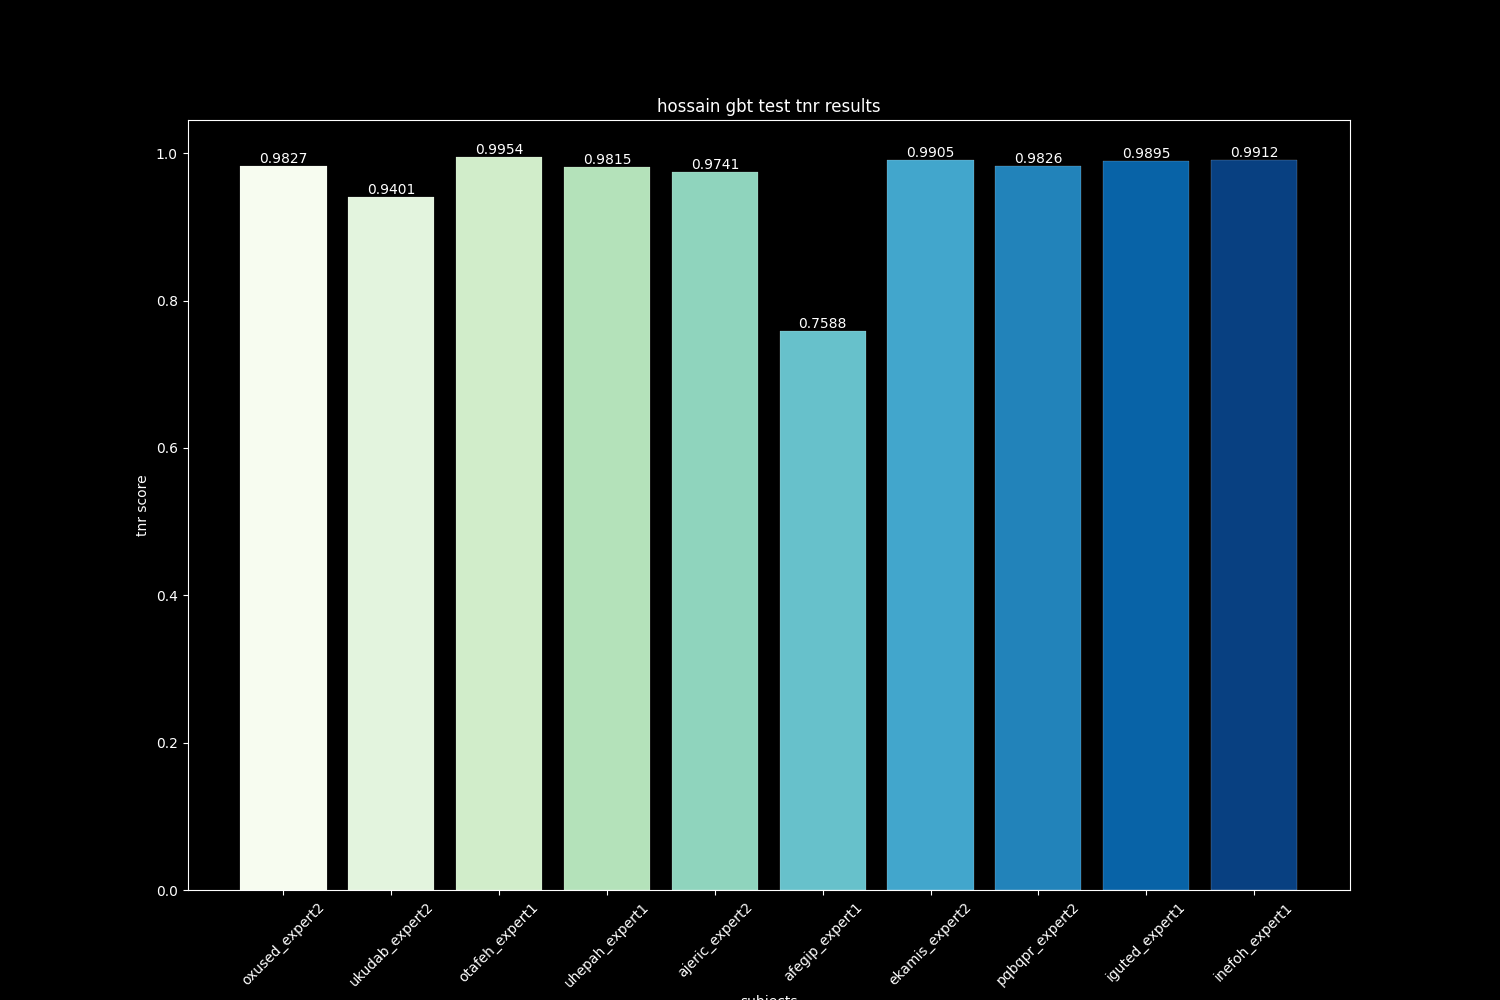 hossain gbt test tnr results
1.0
0.8
0.6
0.4
0.2
0.0
tnr score
0.9827
0.9401
0.9954
0.9815
0.9741
0.7588
0.9905
0.9826
0.9895
0.9912
oxused_expert2
ukudab_expert2
otafeh_expert1
uhepah_expert1
ajeric_expert2
afegip_expert1
ekamis_expert2
pqbqpr_expert2
iguted_expert1
inefoh_expert1
subjects